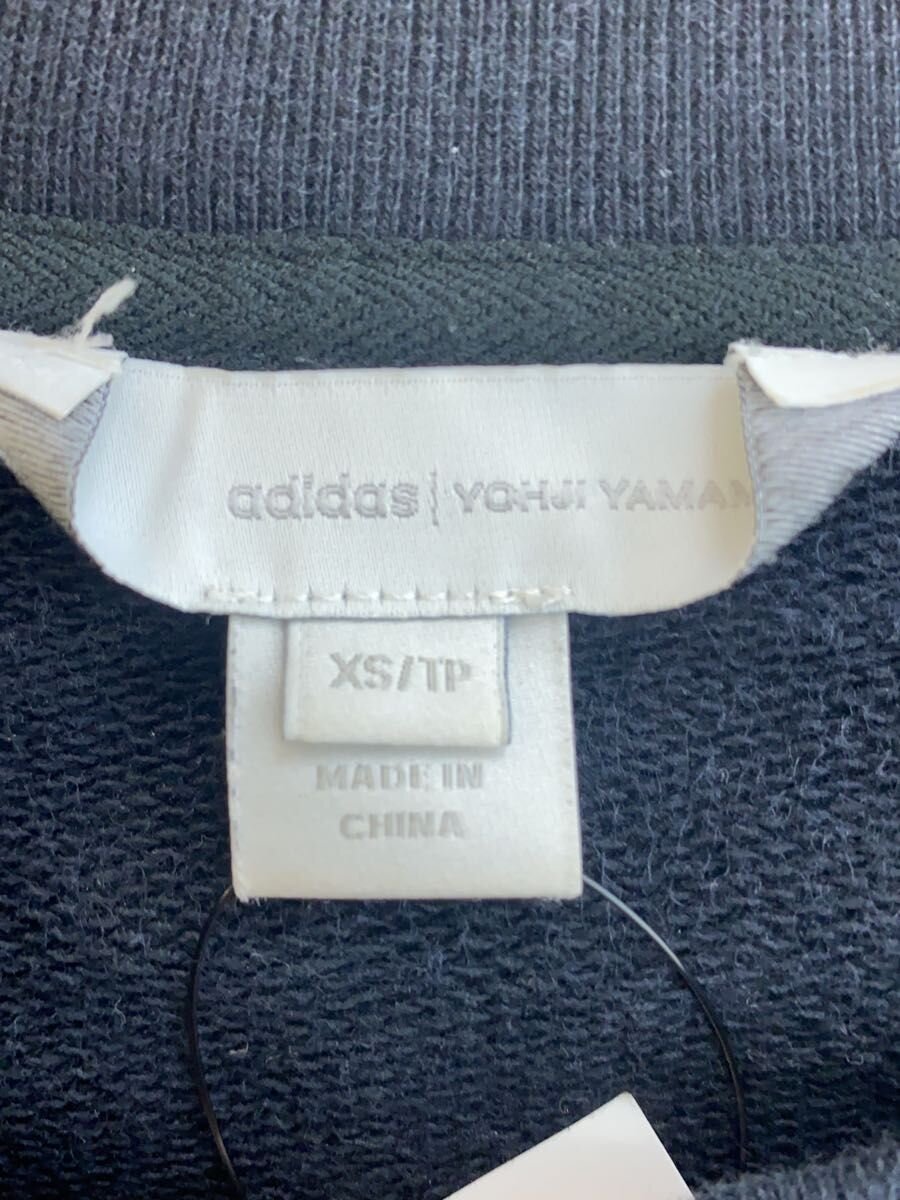 adidas | YOHJI YAMAM
XS/TP
MADE IN
CHINA